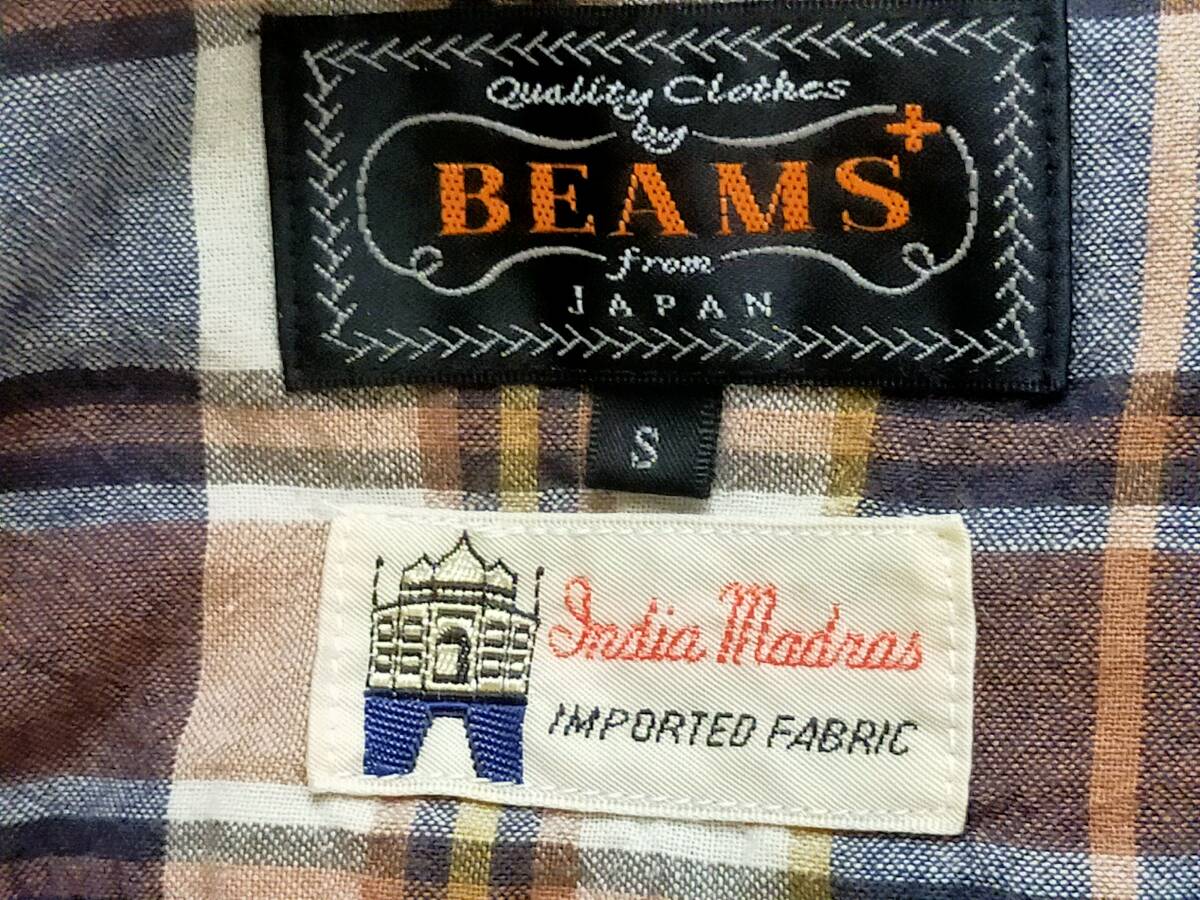 Quality Clothes
by
BEAMS+
from
JAPAN
S
India Madras
IMPORTED FABRIC